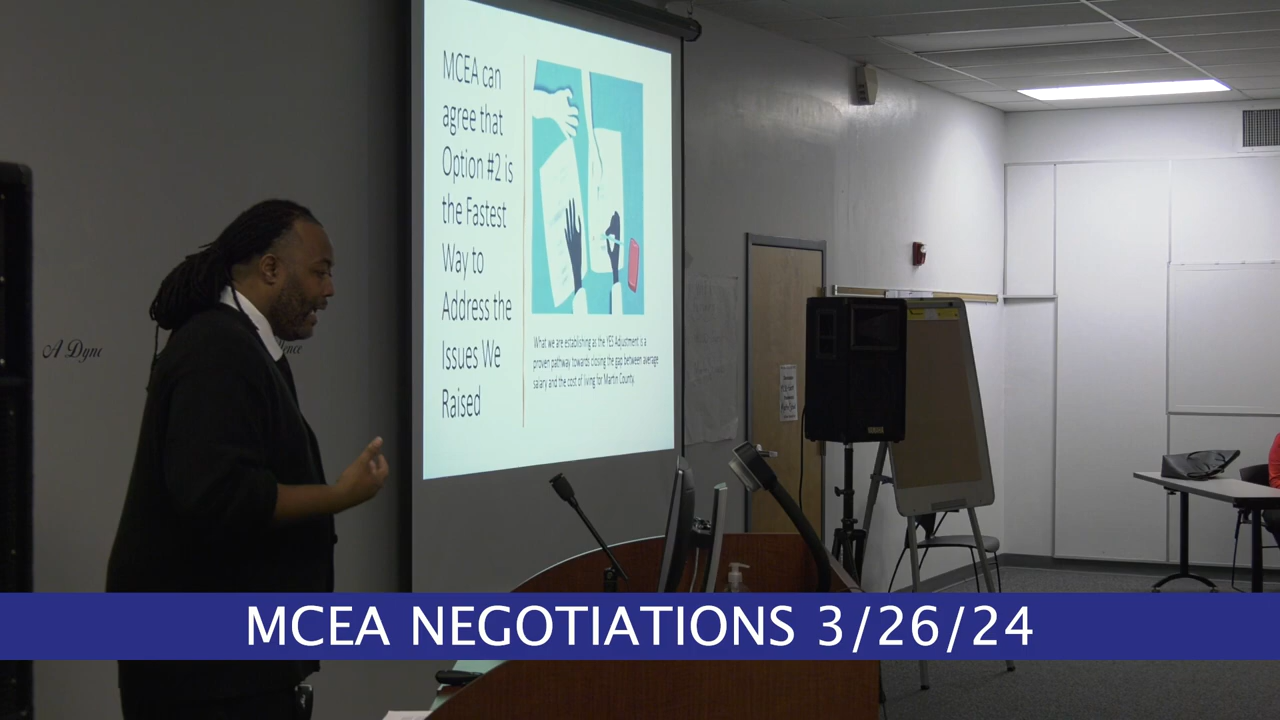 MCEA can
agree that
Option #2 is
the Fastest
Way to
Address the
Issues We
Raised
What we are establishing as the YES Adjustment is a
proven pathway towards closing the gap between average
salary and the cost of living for Martin County.
A Dync
MCEA NEGOTIATIONS 3/26/24